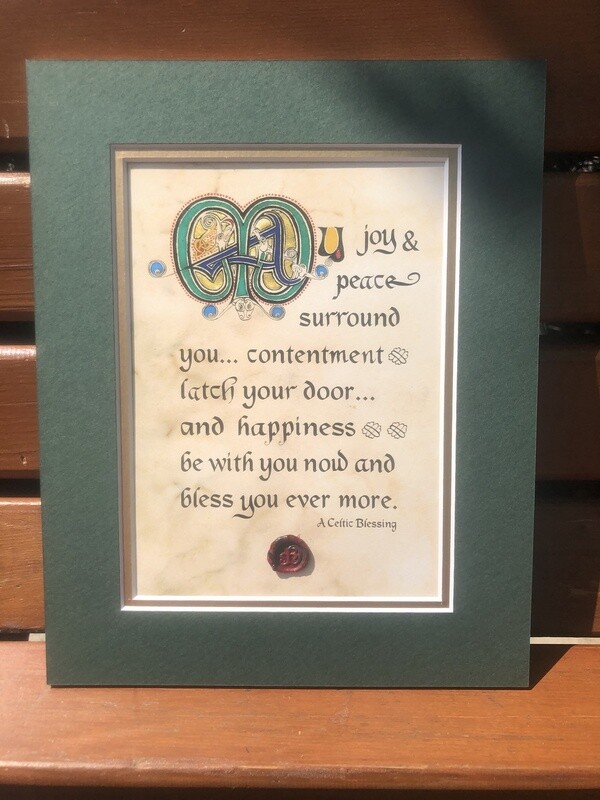 May joy &
peace
surround
you... contentment
latch your door...
and happiness
be with you now and
bless you ever more.
A Celtic Blessing